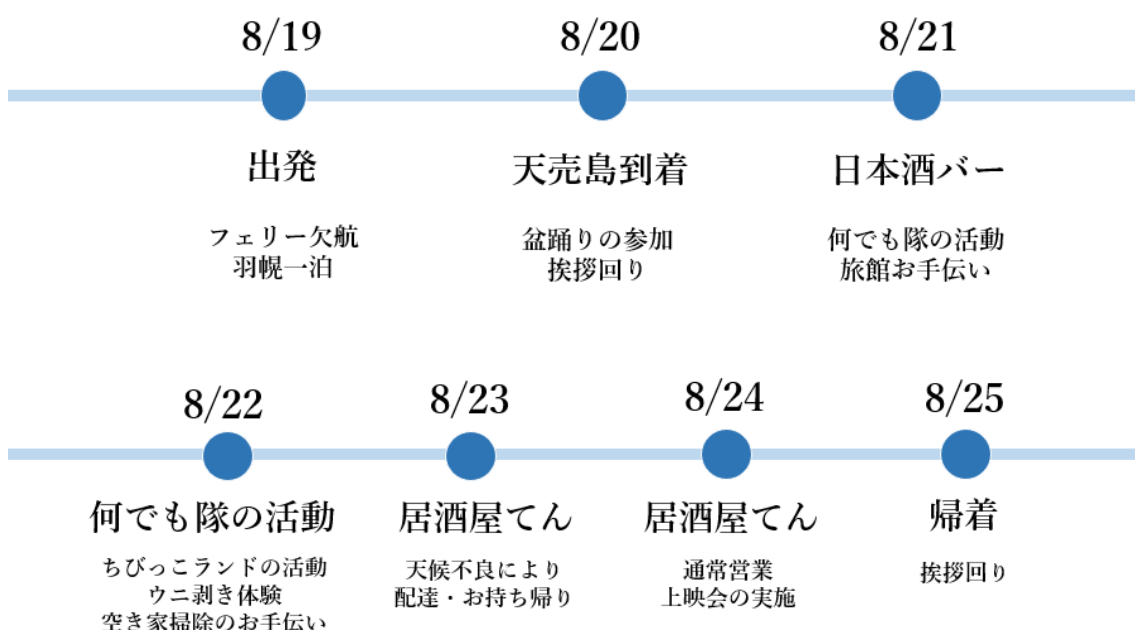 8/19 8/20 8/21
出発 天売島到着 日本酒バー
フェリー欠航 盆踊りの参加 何でも隊の活動
羽幌一泊 挨拶回り 旅館お手伝い
8/22 8/23 8/24 8/25
何でも隊の活動 居酒屋てん 居酒屋てん 帰着
ちびっこランドの活動 天候不良により 通常営業 挨拶回り
ウニ剥き体験 配達・お持ち帰り 上映会の実施
空き家掃除のお手伝い